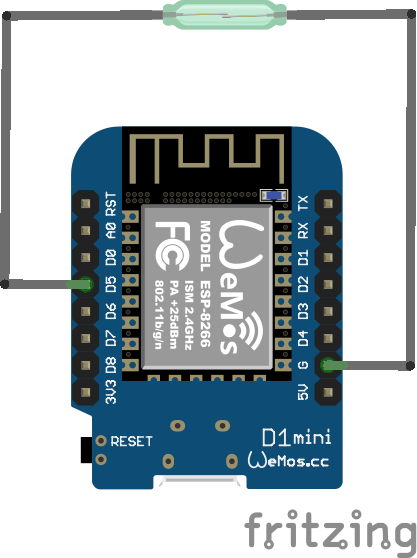 RST
A0
D0
D5
D6
D7
D8
3V3
TX
RX
D1
D2
D3
D4
G
5V
WeMos
MODEL ESP-8266
FC
ISM 2.4GHz
PA +25dBm
802.11b/g/n
RESET
D1 mini
WeMos.cc
fritzing